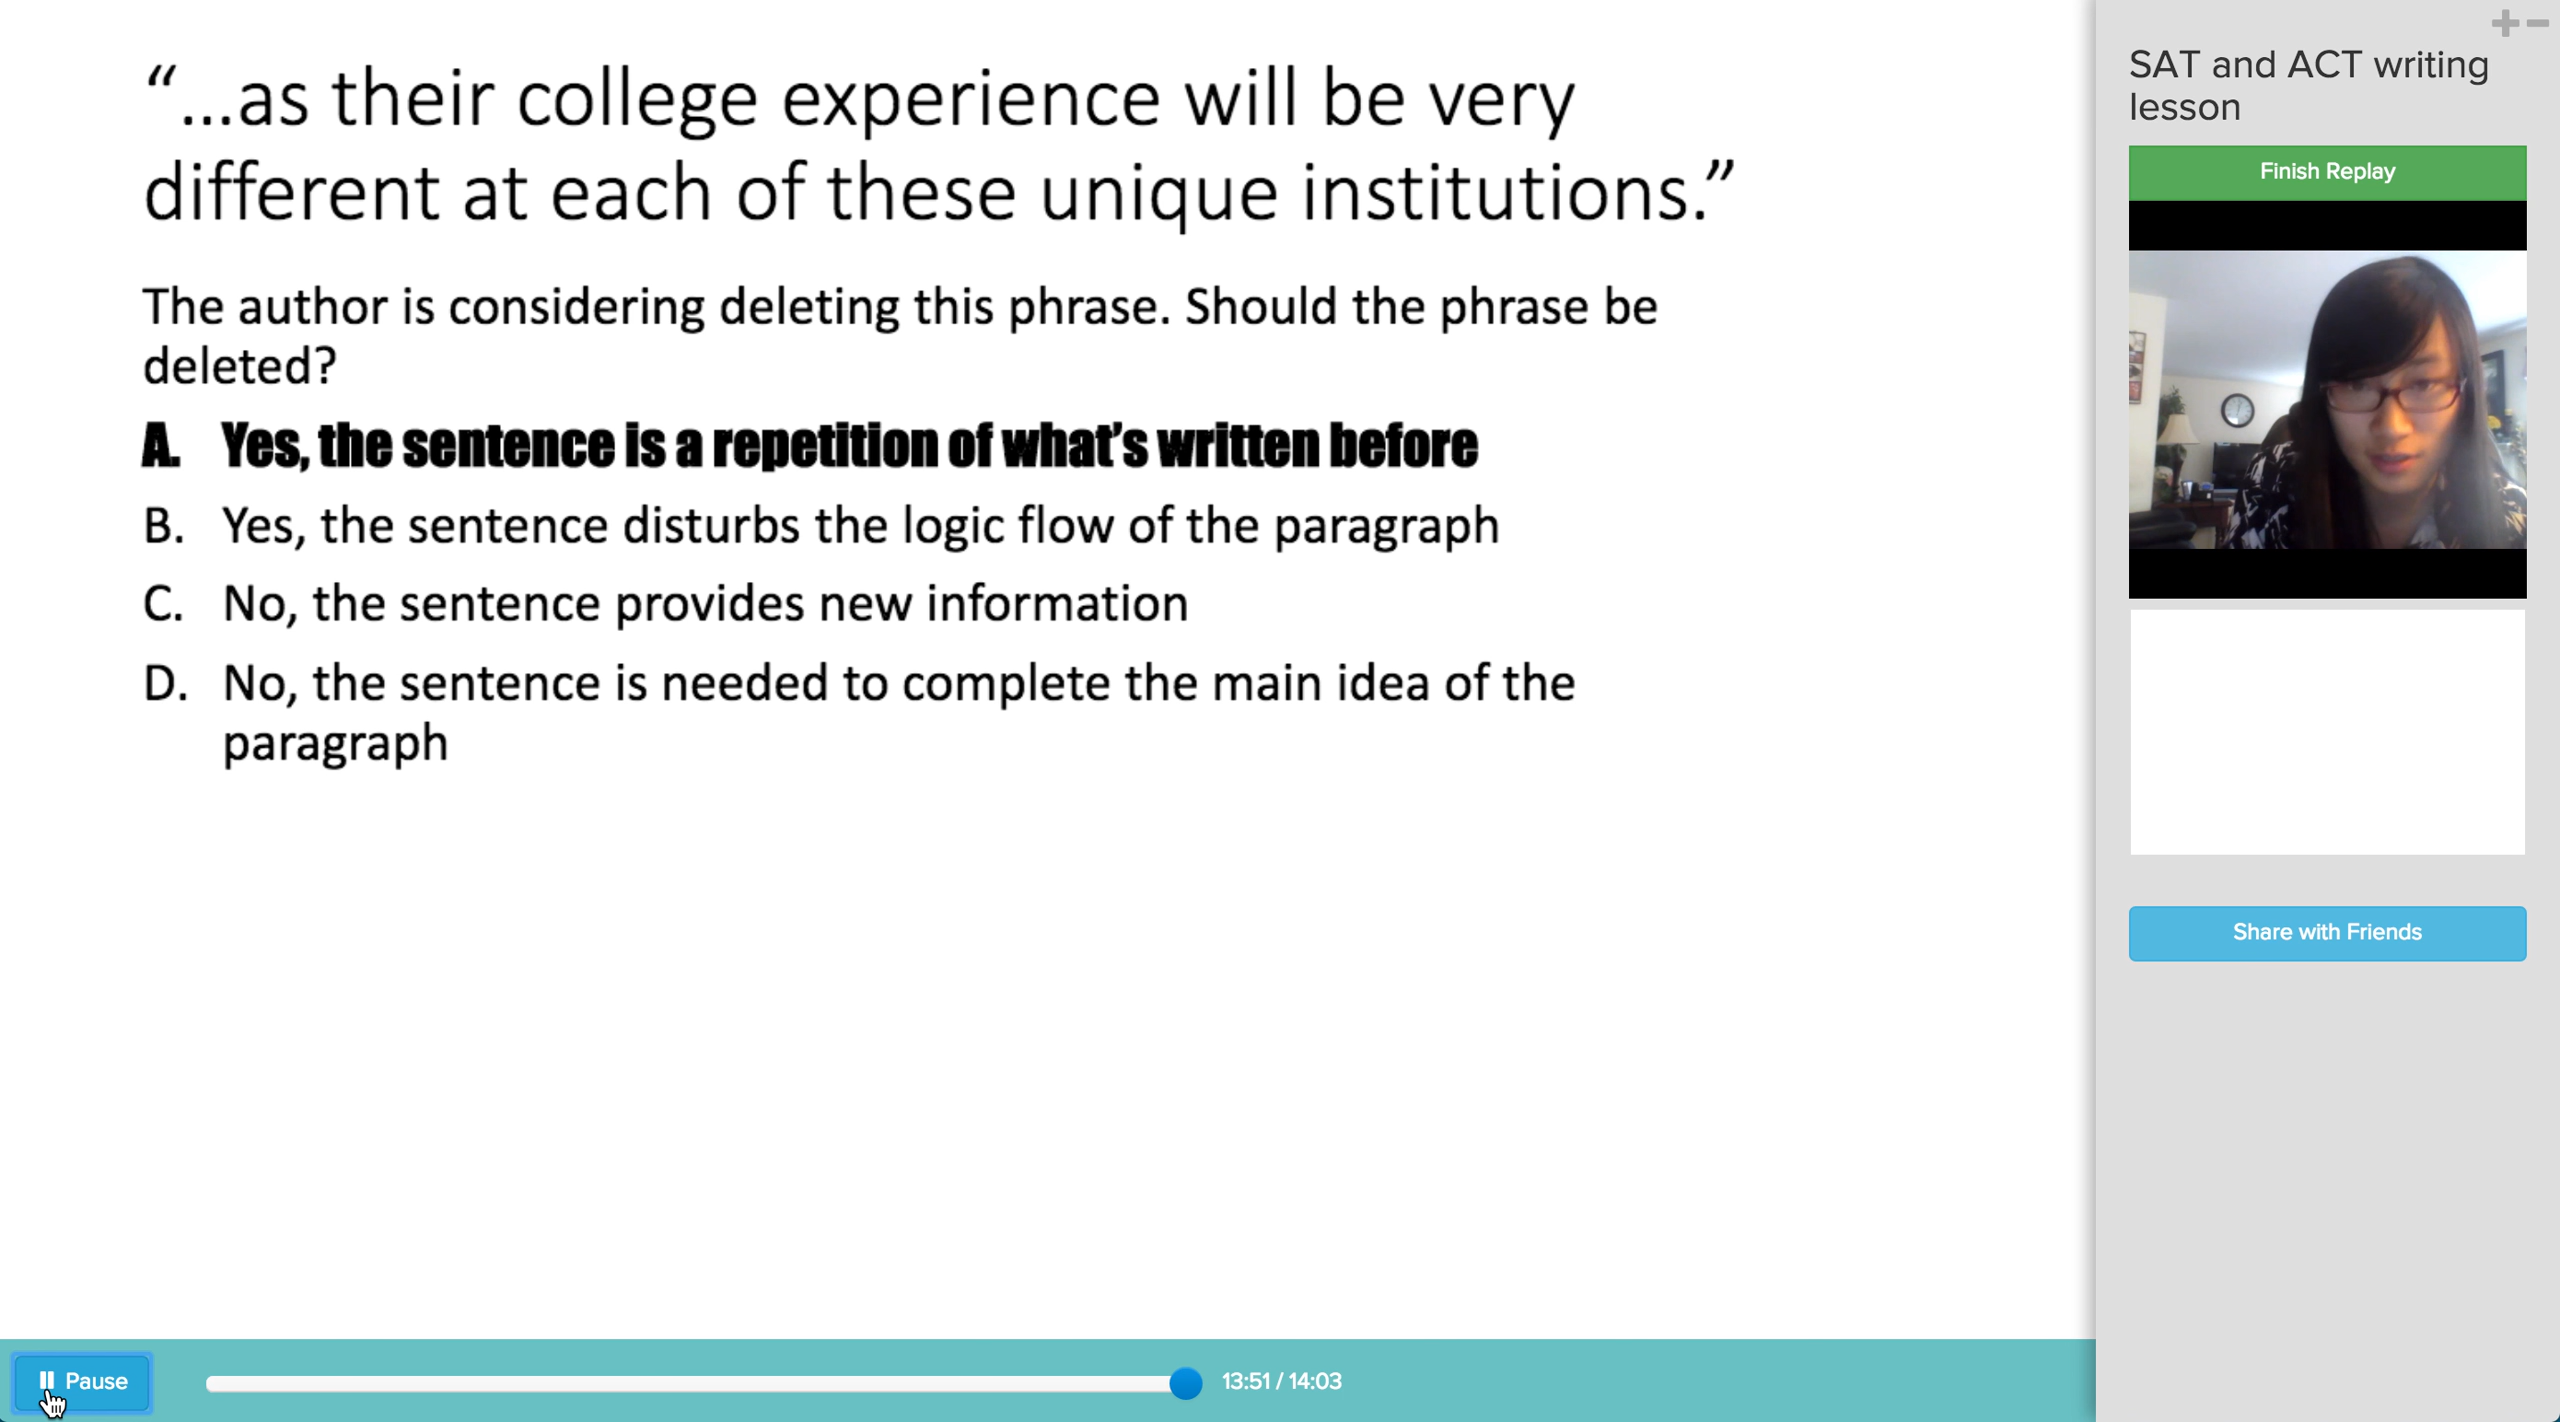 “...as their college experience will be very
different at each of these unique institutions.”
The author is considering deleting this phrase. Should the phrase be
deleted?
A. Yes, the sentence is a repetition of what’s written before
B. Yes, the sentence disturbs the logic flow of the paragraph
C. No, the sentence provides new information
D. No, the sentence is needed to complete the main idea of the
paragraph
Pause
13:51 / 14:03
SAT and ACT writing
lesson
Finish Replay
Share with Friends